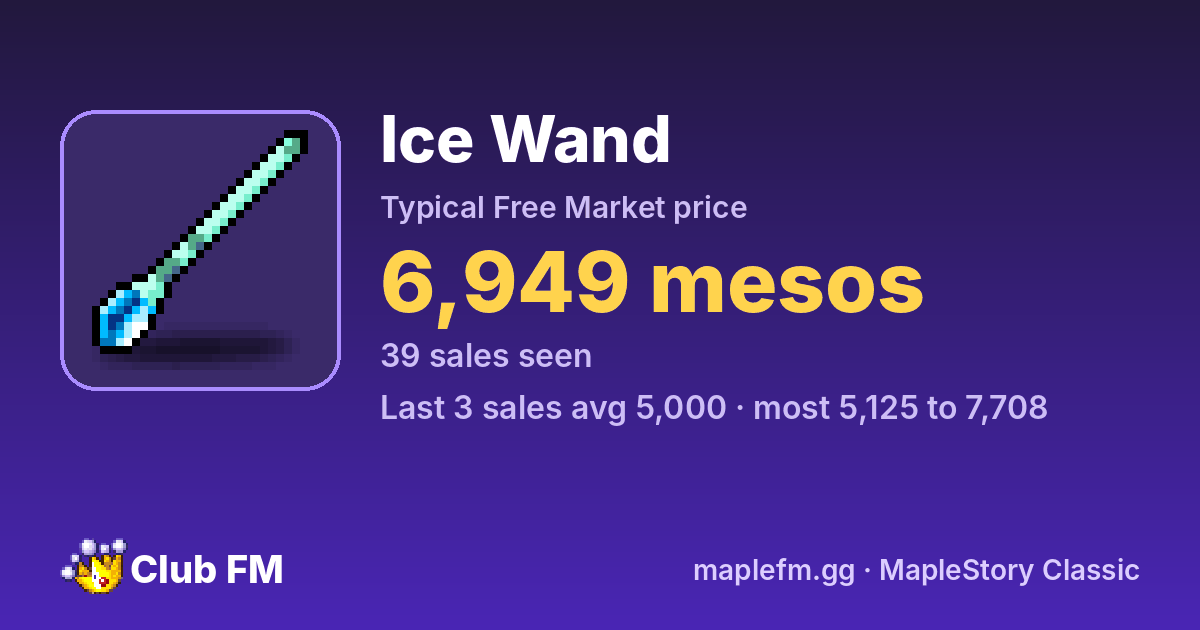 Ice Wand
Typical Free Market price
6,949 mesos
39 sales seen
Last 3 sales avg 5,000 · most 5,125 to 7,708
Club FM
maplefm.gg · MapleStory Classic